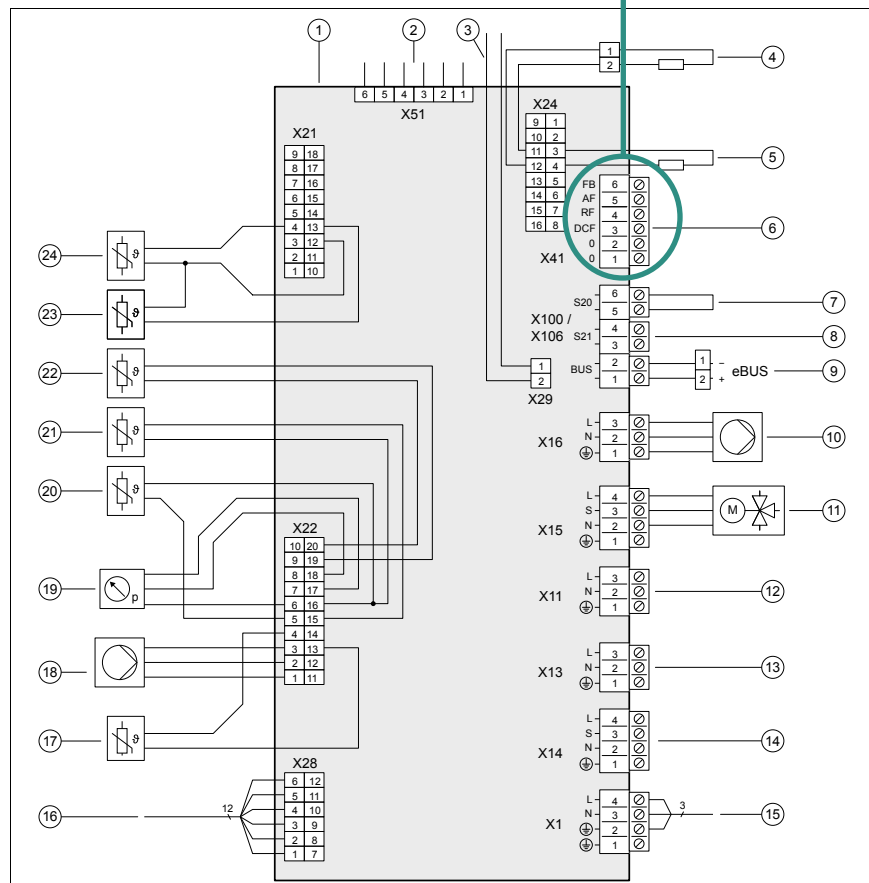 1 2 3 4
1
2
6 5 4 3 2 1
X51
X24
9 1
10 2
11 3
12 4
13 5
14 6
15 7
16 8
5
X21
9 18
8 17
7 16
6 15
5 14
4 13
3 12
2 11
1 10
FB 6
AF 5
RF 4
DCF 3
0 2
0 1
X41
6
24
ϑ
23
ϑ
22
ϑ
21
ϑ
20
ϑ
S20 6
5
7
X100 /
X106
S21 4
3
8
BUS 2
1
1 –
2 +
eBUS
9
1
2
X29
X16
L 3
N 2
1
10
X15
L 4
S 3
N 2
1
M
11
X22
10 20
9 19
8 18
7 17
6 16
5 15
4 14
3 13
2 12
1 11
19
p
18
17
ϑ
X11
L 3
N 2
1
12
X13
L 3
N 2
1
13
X14
L 4
S 3
N 2
1
14
X28
6 12
5 11
4 10
3 9
2 8
1 7
16
12
X1
L 4
N 3
2
1
3
15